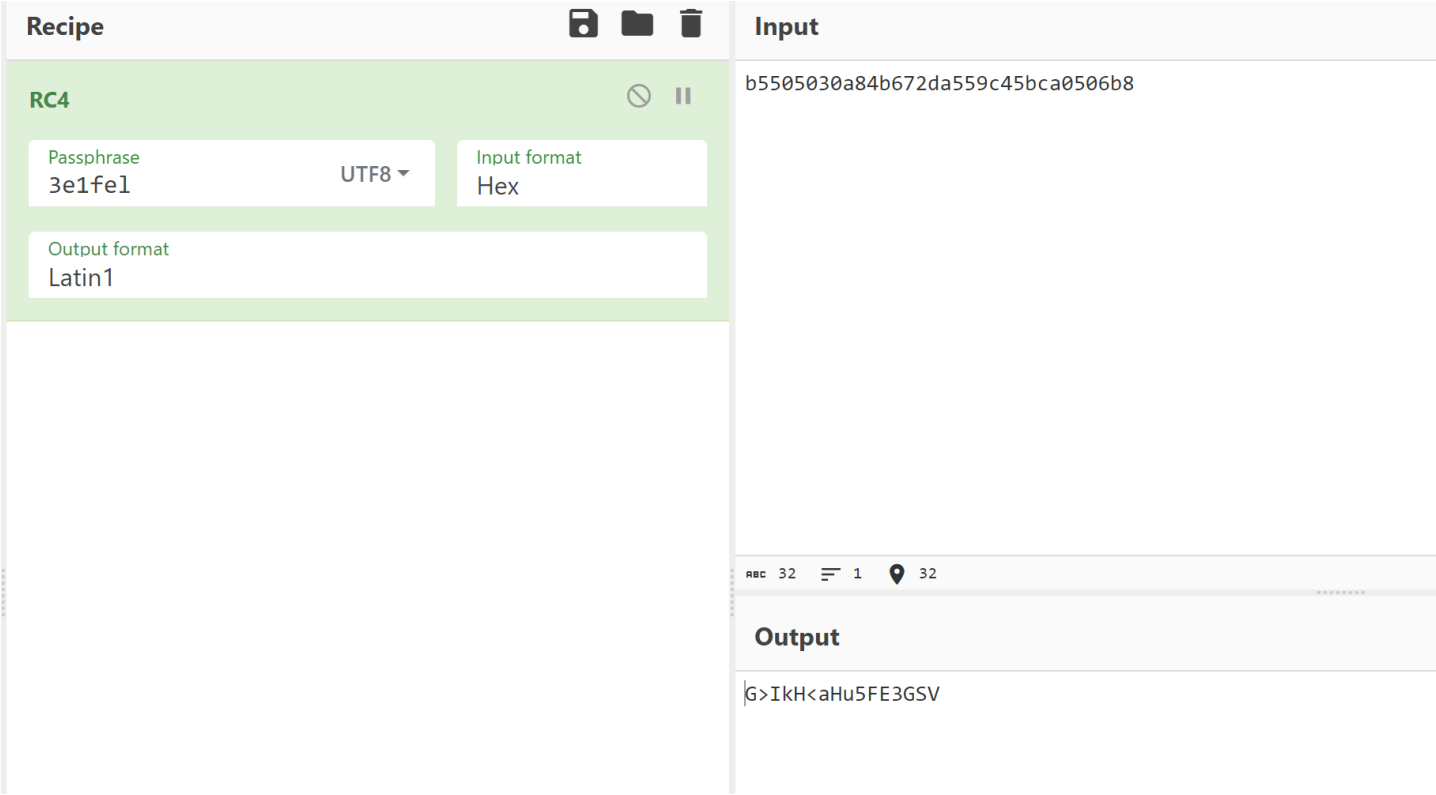 Recipe
RC4
Passphrase
3e1fel
UTF8
Input format
Hex
Output format
Latin1
Input
b5505030a84b672da559c45bca0506b8
ABC 32 1 32
Output
G>IkH<aHu5FE3GSV